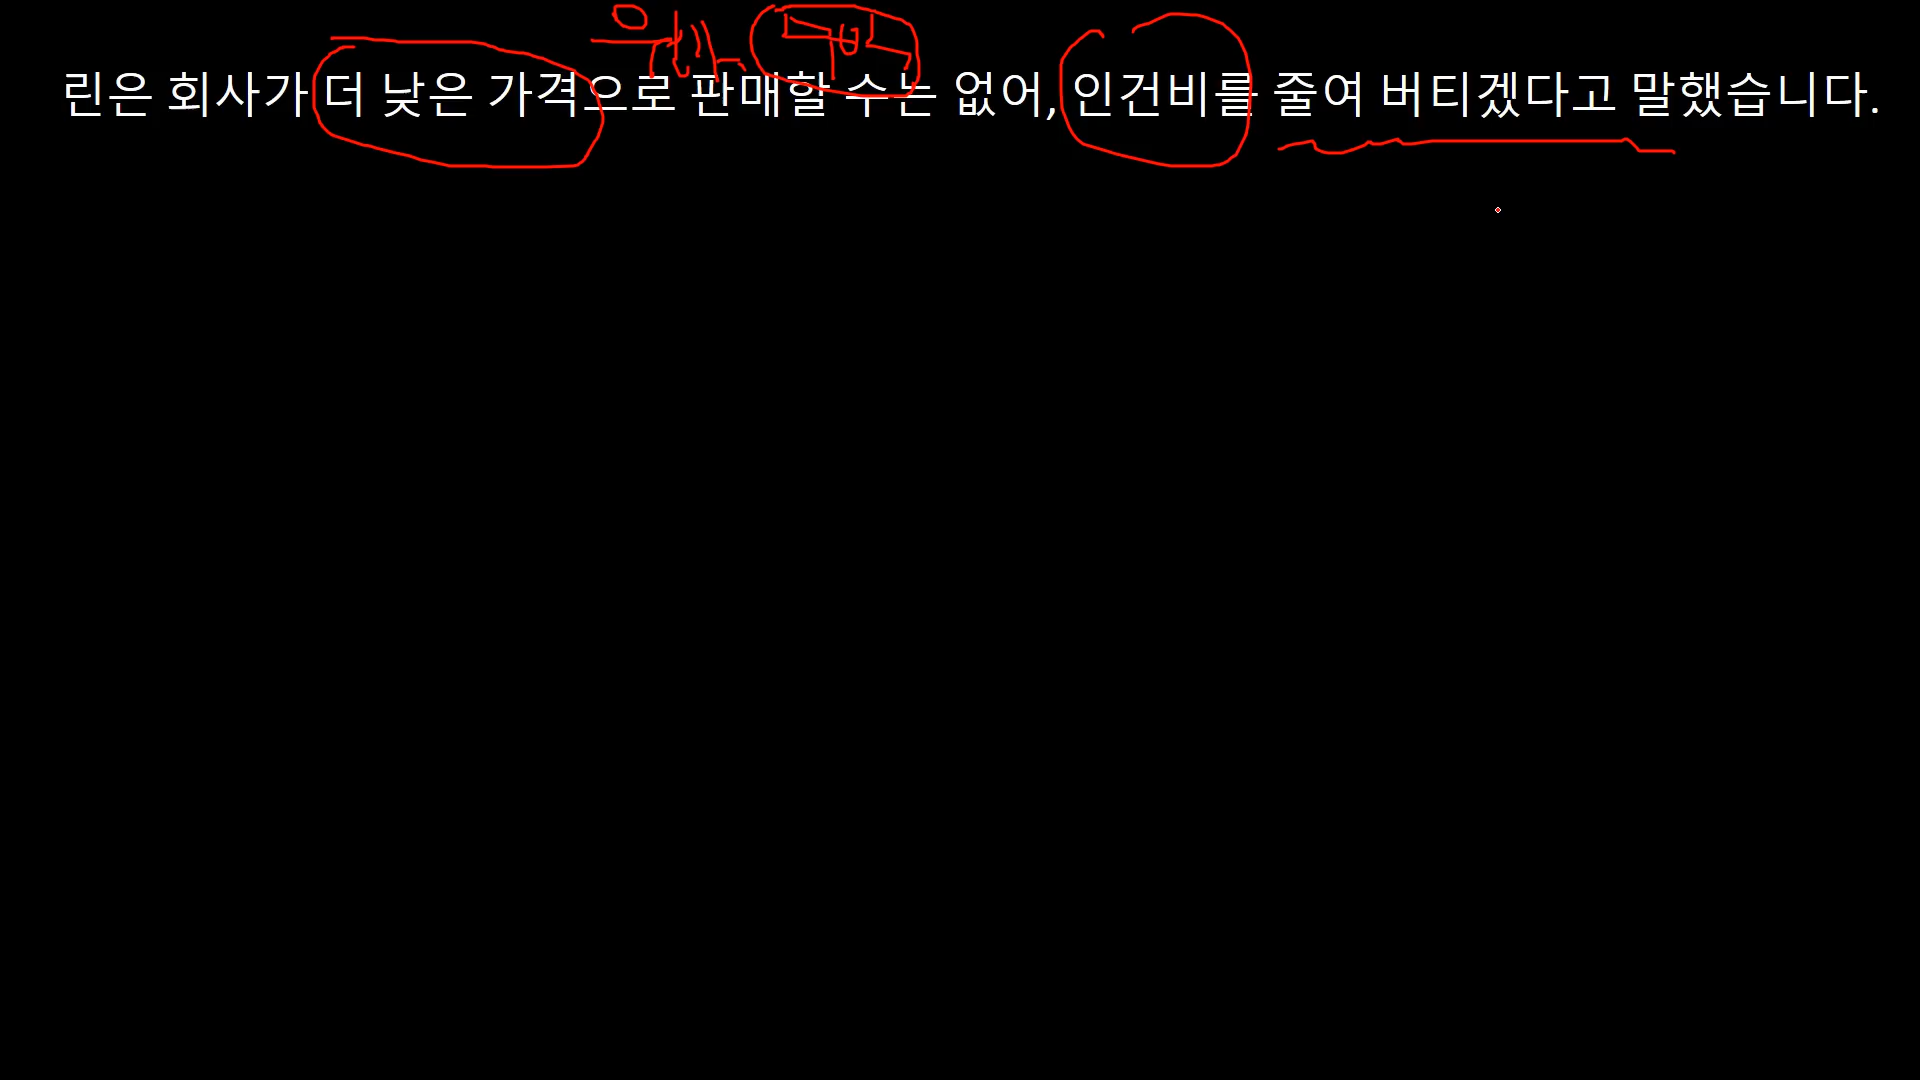 린은 회사가 더 낮은 가격으로 판매할 수는 없어, 인건비를 줄여 버티겠다고 말했습니다.